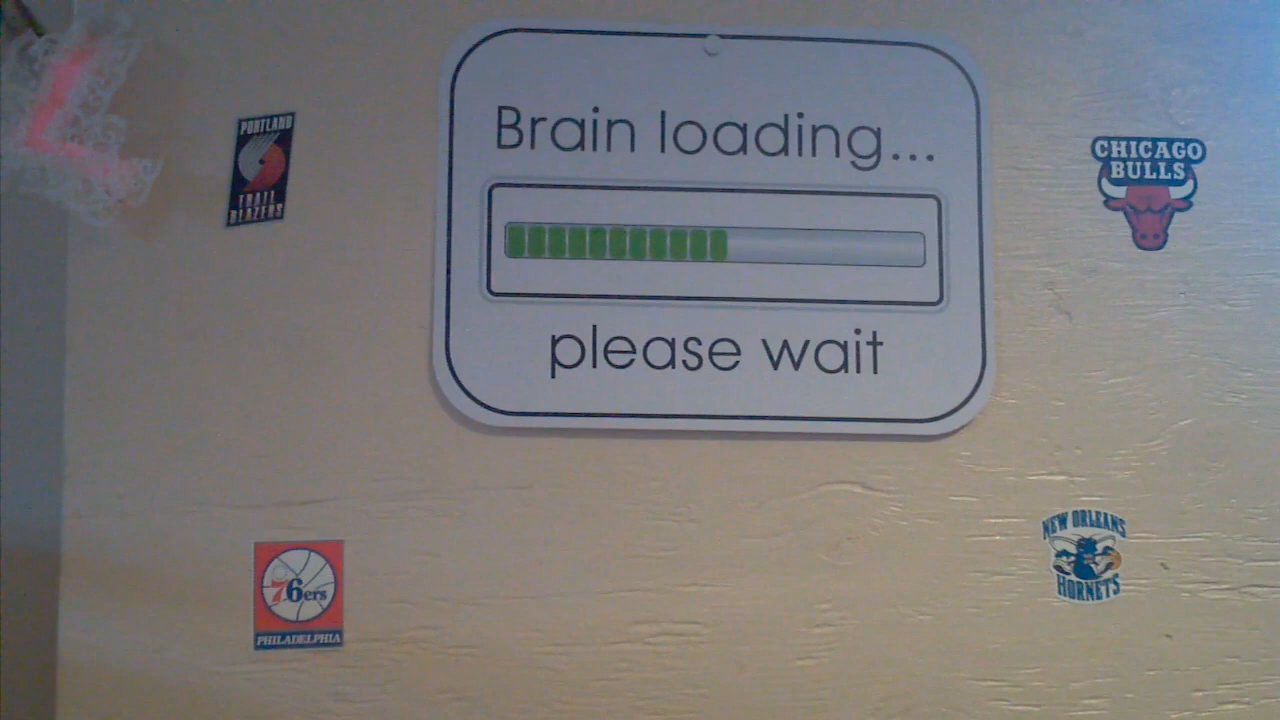 Brain loading...
please wait
PORTLAND
TRAIL
BLAZERS
CHICAGO
BULLS
76ers
PHILADELPHIA
NEW ORLEANS
HORNETS